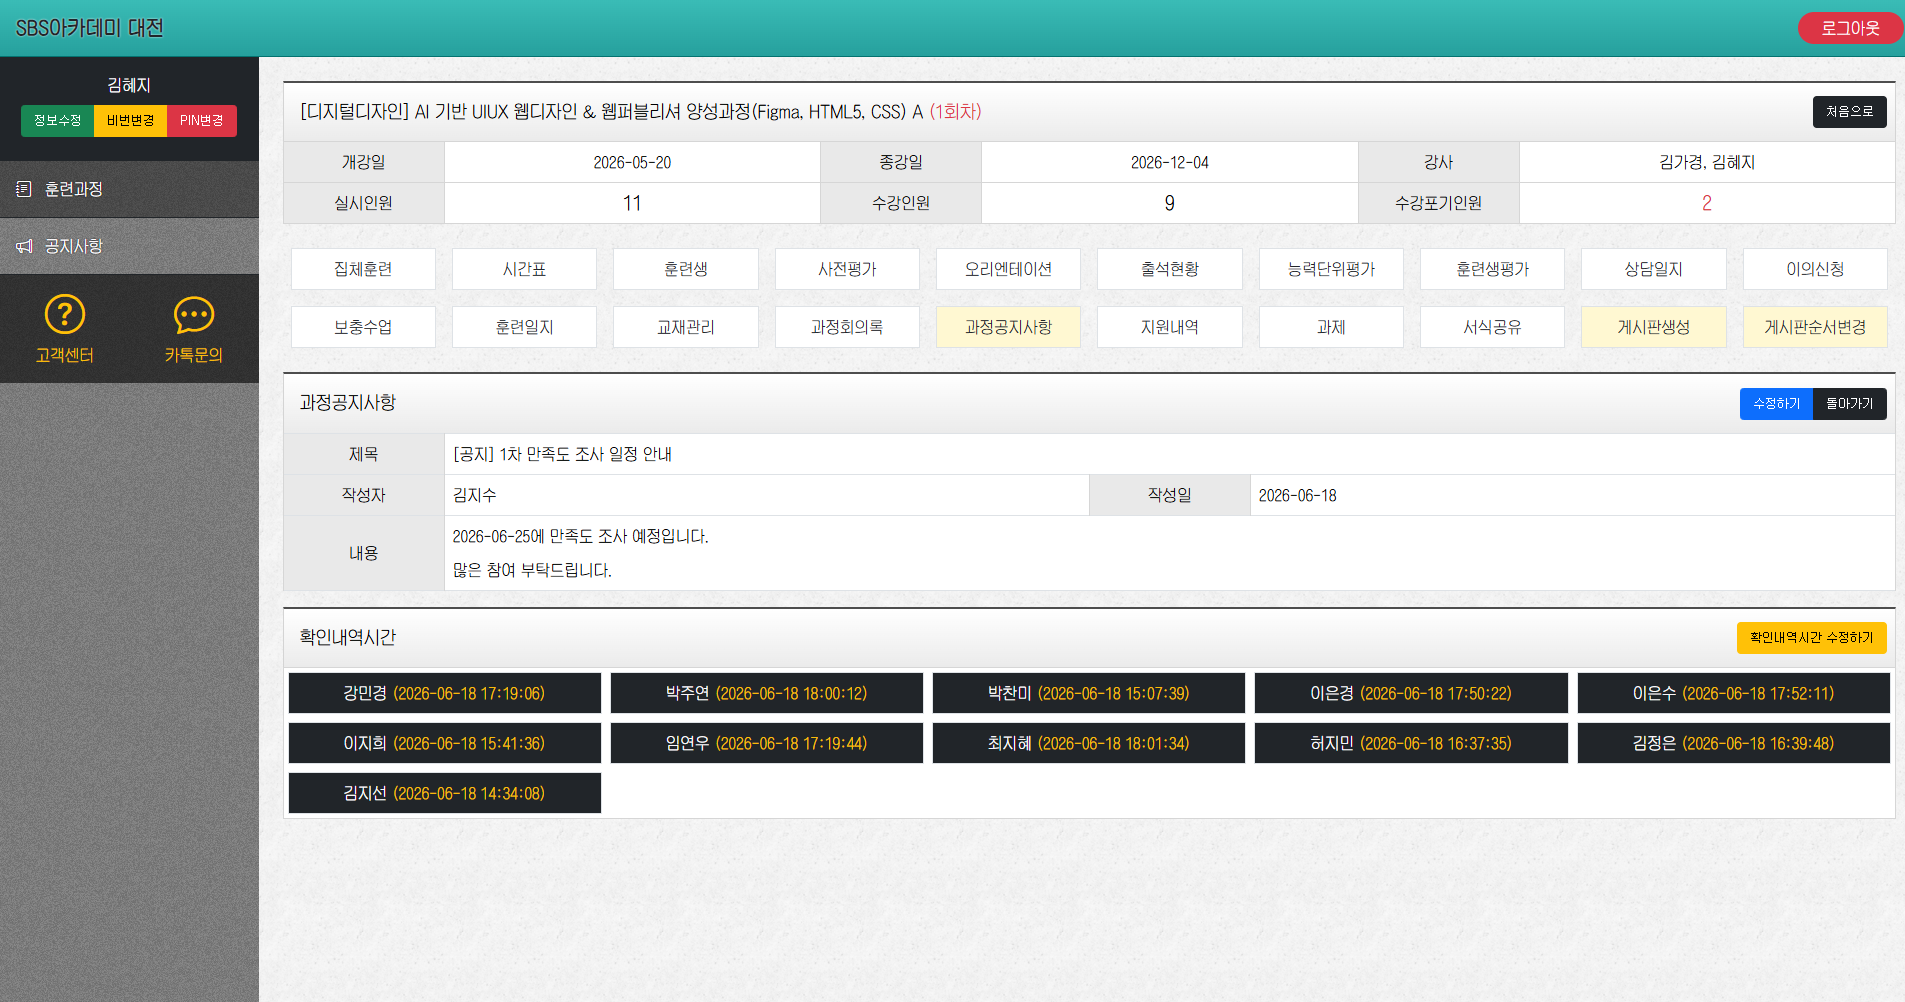 SBS아카데미 대전
로그아웃
김혜지
정보수정 비번변경 PIN변경
훈련과정
공지사항
고객센터 카톡문의
[디지털디자인] AI 기반 UIUX 웹디자인 & 웹퍼블리셔 양성과정(Figma, HTML5, CSS) A (1회차)
처음으로
개강일 2026-05-20 종강일 2026-12-04 강사 김가경, 김혜지
실시인원 11 수강인원 9 수강포기인원 2
집체훈련 시간표 훈련생 사전평가 오리엔테이션 출석현황 능력단위평가 훈련생평가 상담일지 이의신청
보충수업 훈련일지 교재관리 과정회의록 과정공지사항 지원내역 과제 서식공유 게시판생성 게시판순서변경
과정공지사항
수정하기 돌아가기
제목 [공지] 1차 만족도 조사 일정 안내
작성자 김지수 작성일 2026-06-18
내용
2026-06-25에 만족도 조사 예정입니다.
많은 참여 부탁드립니다.
확인내역시간
확인내역시간 수정하기
강민경 (2026-06-18 17:19:06) 박주연 (2026-06-18 18:00:12) 박찬미 (2026-06-18 15:07:39) 이은경 (2026-06-18 17:50:22) 이은수 (2026-06-18 17:52:11)
이지희 (2026-06-18 15:41:36) 임연우 (2026-06-18 17:19:44) 최지혜 (2026-06-18 18:01:34) 허지민 (2026-06-18 16:37:35) 김정은 (2026-06-18 16:39:48)
김지선 (2026-06-18 14:34:08)